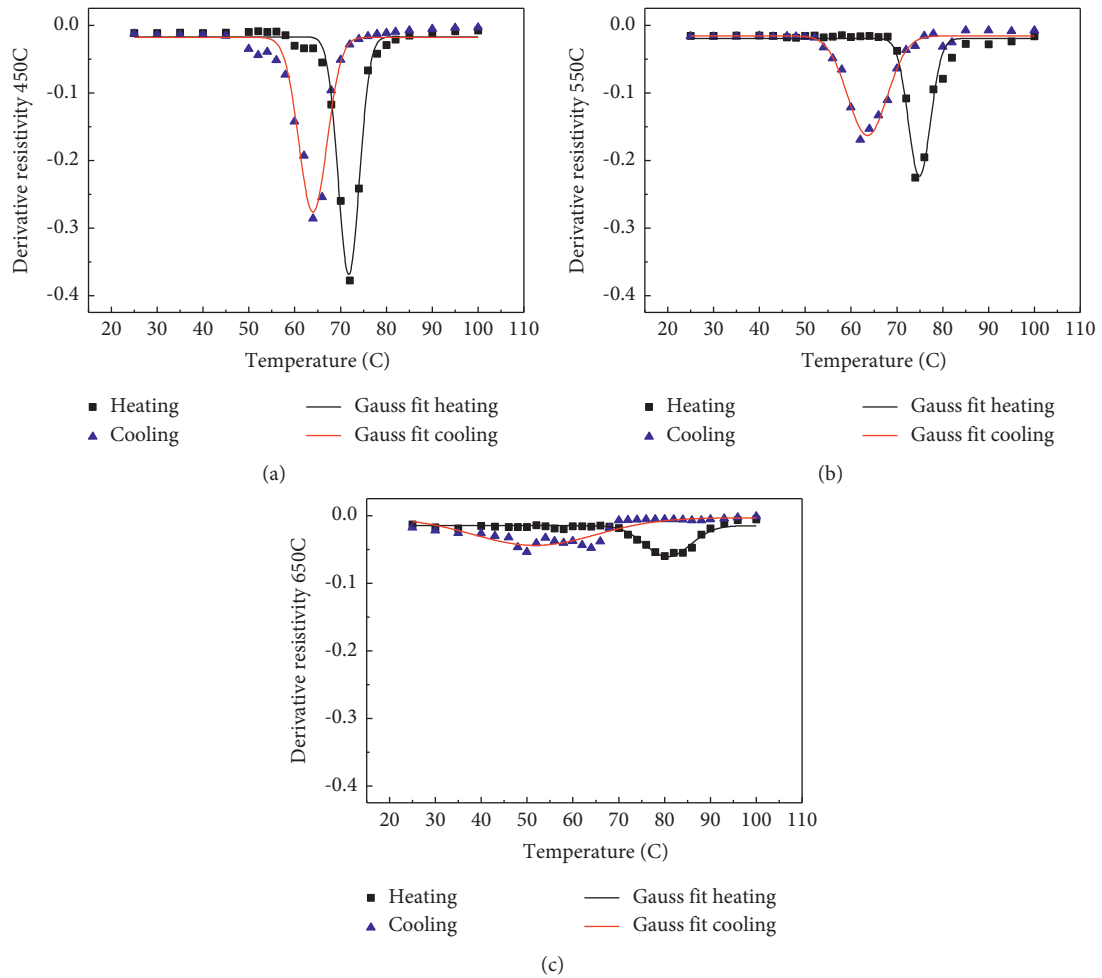 Derivative resistivity 450C
0.0
-0.1
-0.2
-0.3
-0.4
20 30 40 50 60 70 80 90 100 110
Temperature (C)
Heating
Gauss fit heating
Cooling
Gauss fit cooling
(a)
Derivative resistivity 550C
0.0
-0.1
-0.2
-0.3
-0.4
20 30 40 50 60 70 80 90 100 110
Temperature (C)
Heating
Gauss fit heating
Cooling
Gauss fit cooling
(b)
Derivative resistivity 650C
0.0
-0.1
-0.2
-0.3
-0.4
20 30 40 50 60 70 80 90 100 110
Temperature (C)
Heating
Gauss fit heating
Cooling
Gauss fit cooling
(c)